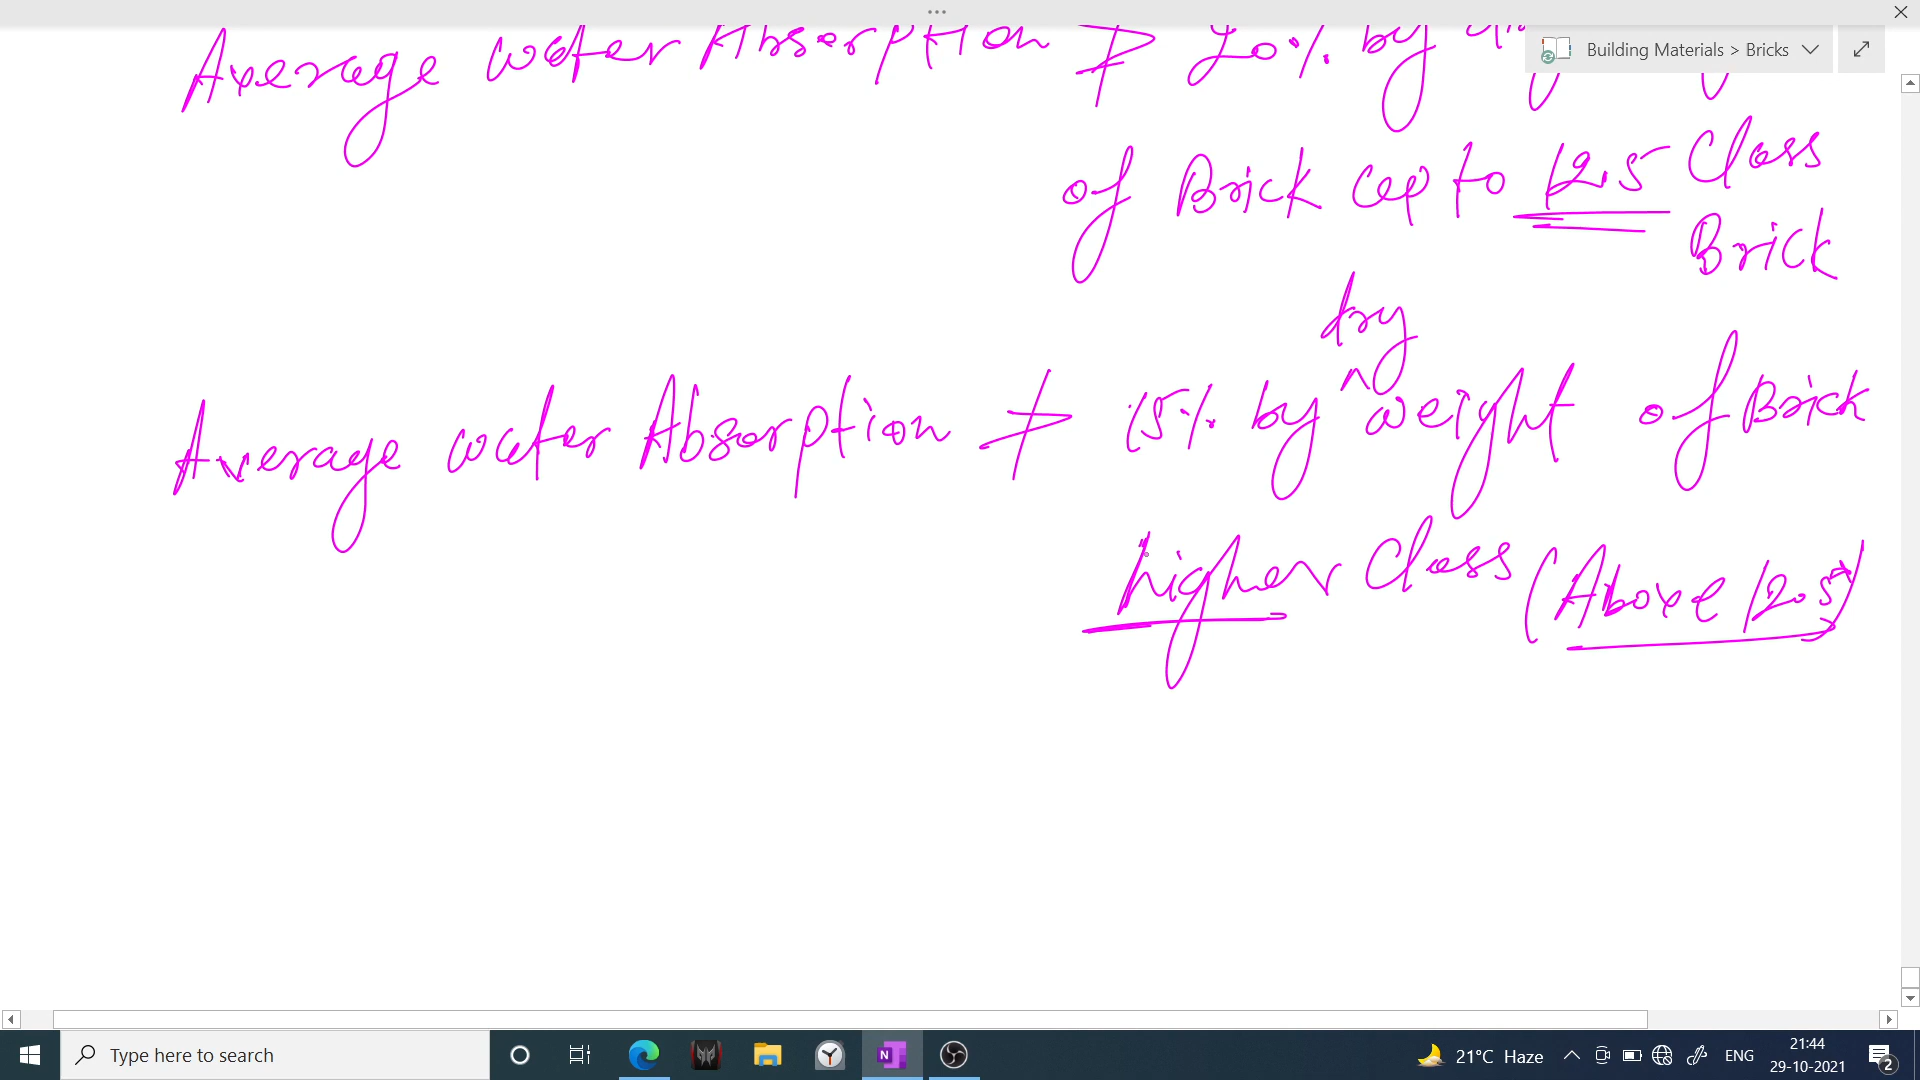 Average water Absorption ≯ 20% by
Building Materials > Bricks
of Brick up to 12.5 Class
Brick
dry
Average water Absorption ≯ 15% by ^ weight of Brick
higher Class (Above 12.5)
Type here to search
21°C Haze
ENG
21:44
29-10-2021
2